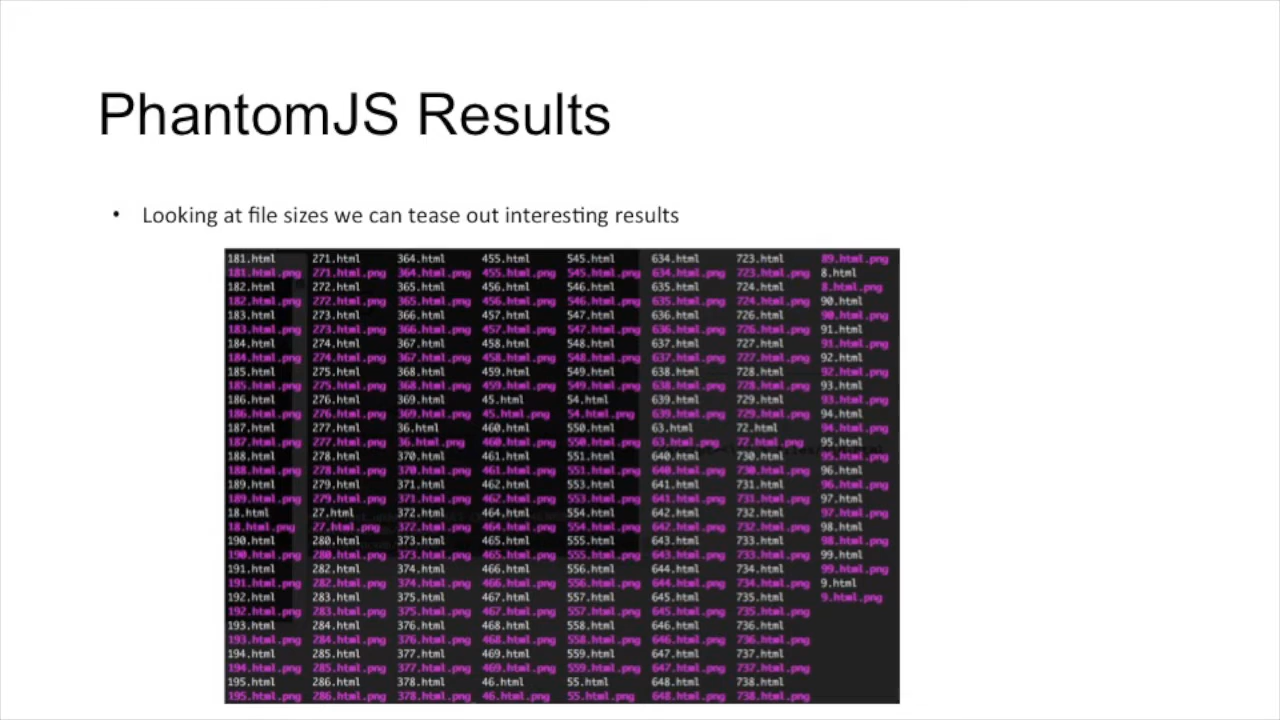 PhantomJS Results
• Looking at file sizes we can tease out interesting results
181.html 271.html 364.html 455.html 545.html 634.html 723.html 89.html.png
181.html.png 271.html.png 364.html.png 455.html.png 545.html.png 634.html.png 723.html.png 8.html
182.html 272.html 365.html 456.html 546.html 635.html 724.html 8.html.png
182.html.png 272.html.png 365.html.png 456.html.png 546.html.png 635.html.png 724.html.png 90.html
183.html 273.html 366.html 457.html 547.html 636.html 726.html 90.html.png
183.html.png 273.html.png 366.html.png 457.html.png 547.html.png 636.html.png 726.html.png 91.html
184.html 274.html 367.html 458.html 548.html 637.html 727.html 91.html.png
184.html.png 274.html.png 367.html.png 458.html.png 548.html.png 637.html.png 727.html.png 92.html
185.html 275.html 368.html 459.html 549.html 638.html 728.html 92.html.png
185.html.png 275.html.png 368.html.png 459.html.png 549.html.png 638.html.png 728.html.png 93.html
186.html 276.html 369.html 45.html 54.html 639.html 729.html 93.html.png
186.html.png 276.html.png 369.html.png 45.html.png 54.html.png 639.html.png 729.html.png 94.html
187.html 277.html 36.html 460.html 550.html 63.html 72.html 94.html.png
187.html.png 277.html.png 36.html.png 460.html.png 550.html.png 63.html.png 72.html.png 95.html
188.html 278.html 370.html 461.html 551.html 640.html 730.html 95.html.png
188.html.png 278.html.png 370.html.png 461.html.png 551.html.png 640.html.png 730.html.png 96.html
189.html 279.html 371.html 462.html 553.html 641.html 731.html 96.html.png
189.html.png 279.html.png 371.html.png 462.html.png 553.html.png 641.html.png 731.html.png 97.html
18.html 27.html 372.html 464.html 554.html 642.html 732.html 97.html.png
18.html.png 27.html.png 372.html.png 464.html.png 554.html.png 642.html.png 732.html.png 98.html
190.html 280.html 373.html 465.html 555.html 643.html 733.html 98.html.png
190.html.png 280.html.png 373.html.png 465.html.png 555.html.png 643.html.png 733.html.png 99.html
191.html 282.html 374.html 466.html 556.html 644.html 734.html 99.html.png
191.html.png 282.html.png 374.html.png 466.html.png 556.html.png 644.html.png 734.html.png 9.html
192.html 283.html 375.html 467.html 557.html 645.html 735.html 9.html.png
192.html.png 283.html.png 375.html.png 467.html.png 557.html.png 645.html.png 735.html.png
193.html 284.html 376.html 468.html 558.html 646.html 736.html
193.html.png 284.html.png 376.html.png 468.html.png 558.html.png 646.html.png 736.html.png
194.html 285.html 377.html 469.html 559.html 647.html 737.html
194.html.png 285.html.png 377.html.png 469.html.png 559.html.png 647.html.png 737.html.png
195.html 286.html 378.html 46.html 55.html 648.html 738.html
195.html.png 286.html.png 378.html.png 46.html.png 55.html.png 648.html.png 738.html.png